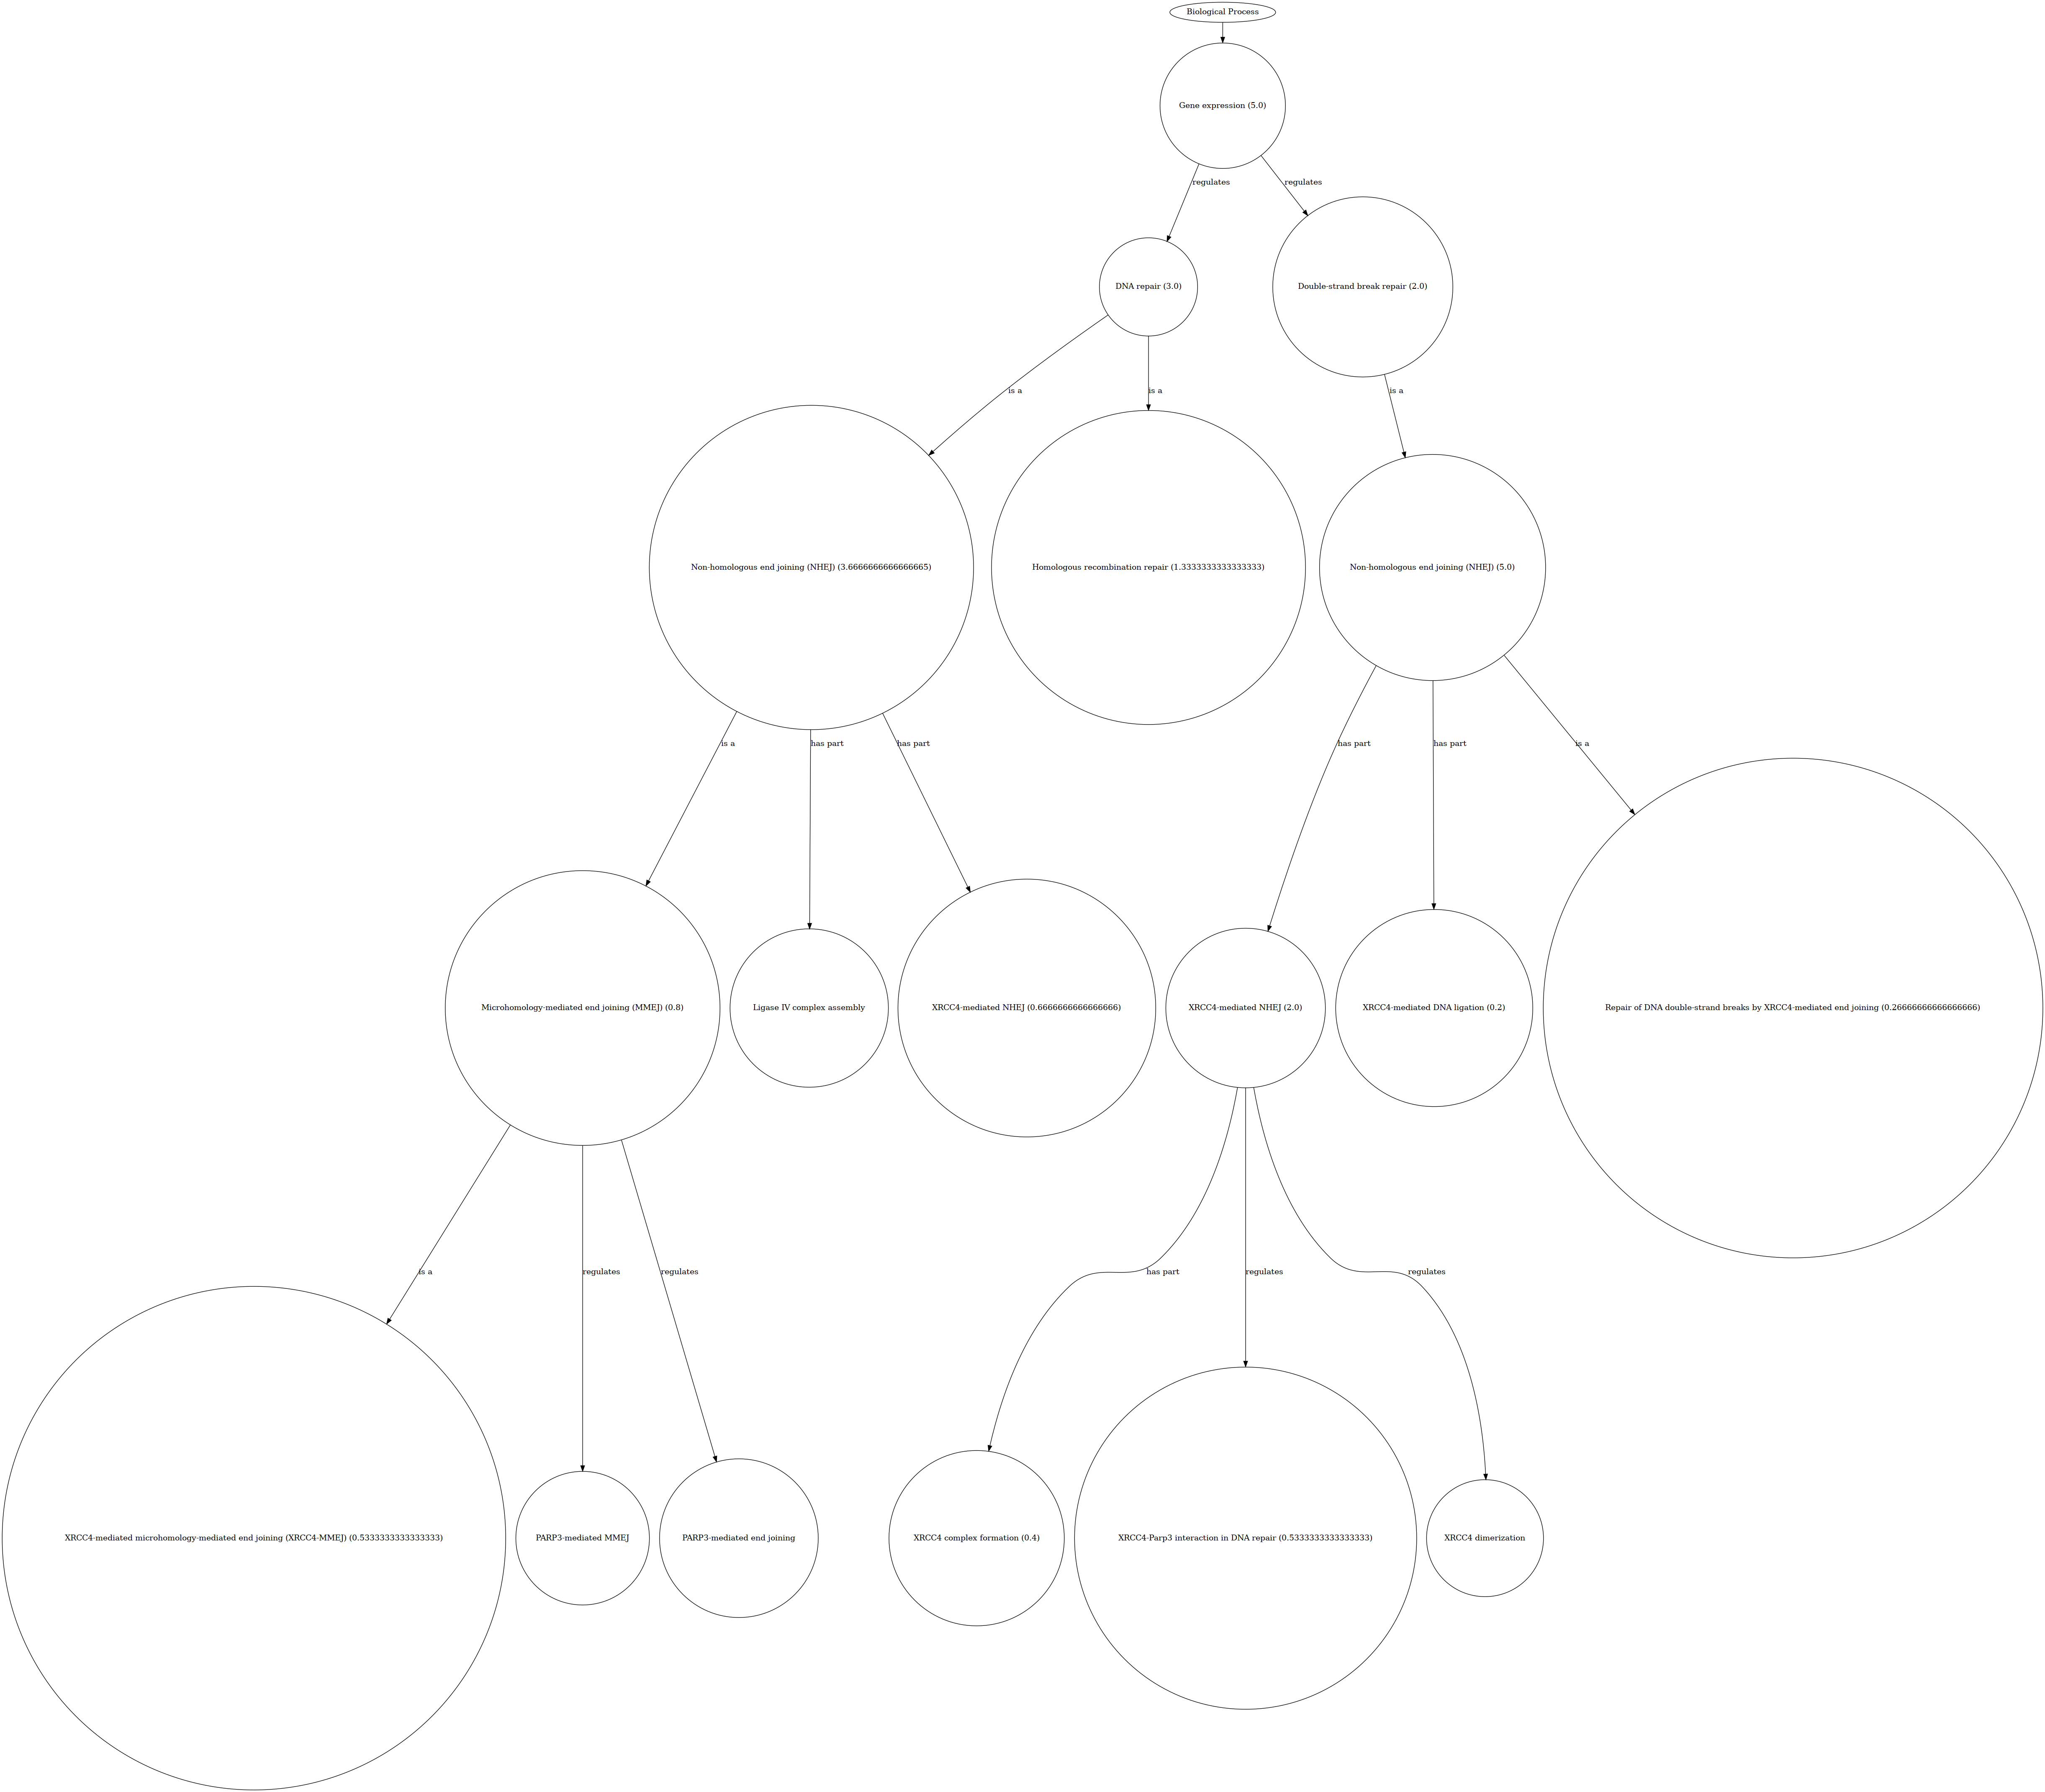 Biological Process
Gene expression (5.0)
regulates
regulates
DNA repair (3.0)
Double-strand break repair (2.0)
is a
is a
is a
Non-homologous end joining (NHEJ) (3.6666666666666665)
Homologous recombination repair (1.3333333333333333)
Non-homologous end joining (NHEJ) (5.0)
is a
has part
has part
has part
has part
is a
Microhomology-mediated end joining (MMEJ) (0.8)
Ligase IV complex assembly
XRCC4-mediated NHEJ (0.6666666666666666)
XRCC4-mediated NHEJ (2.0)
XRCC4-mediated DNA ligation (0.2)
Repair of DNA double-strand breaks by XRCC4-mediated end joining (0.26666666666666666)
is a
regulates
regulates
has part
regulates
regulates
XRCC4-mediated microhomology-mediated end joining (XRCC4-MMEJ) (0.5333333333333333)
PARP3-mediated MMEJ
PARP3-mediated end joining
XRCC4 complex formation (0.4)
XRCC4-Parp3 interaction in DNA repair (0.5333333333333333)
XRCC4 dimerization